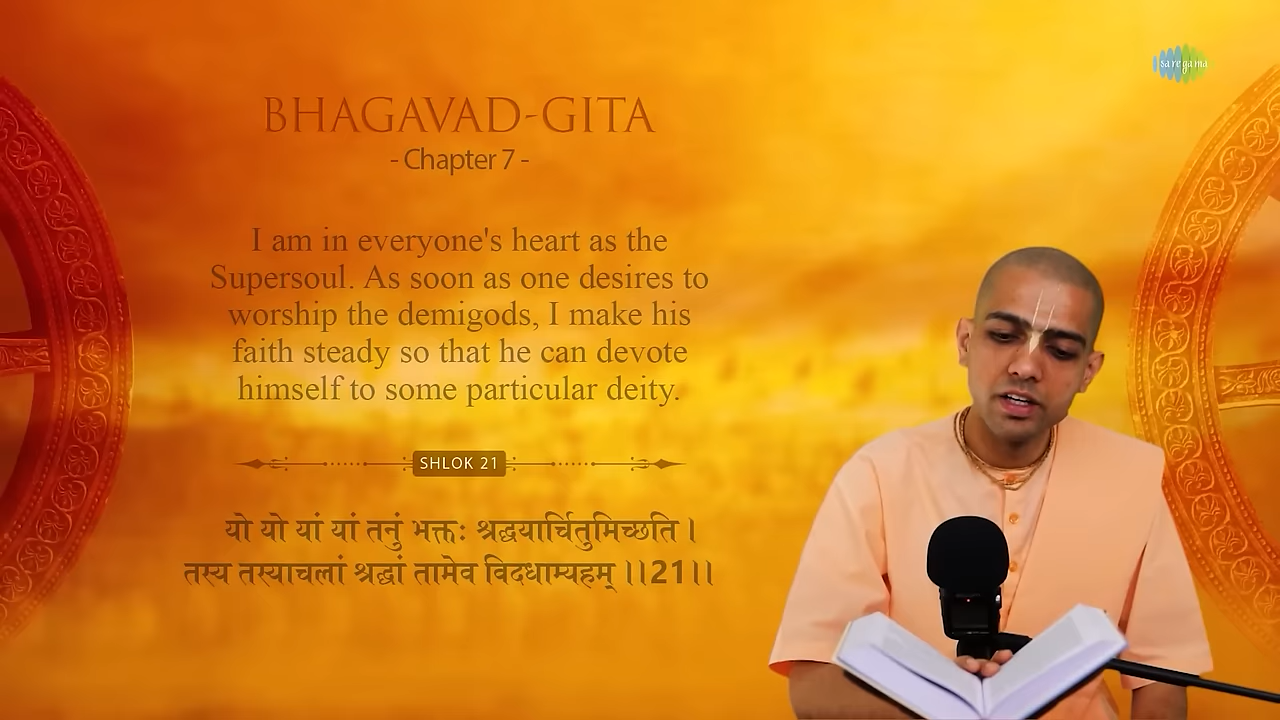 saregama
BHAGAVAD-GITA
- Chapter 7 -
I am in everyone's heart as the
Supersoul. As soon as one desires to
worship the demigods, I make his
faith steady so that he can devote
himself to some particular deity.
SHLOK 21
यो यो यां यां तनुं भक्तः श्रद्धयार्चितुमिच्छति ।
तस्य तस्याचलां श्रद्धां तामेव विदधाम्यहम् ।।21।।